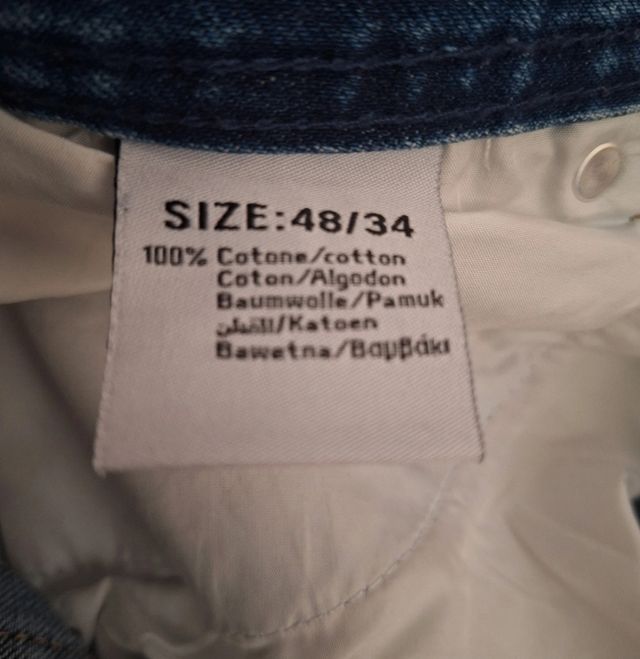 SIZE:48/34
100% Cotone/cotton
Coton/Algodon
Baumwolle/Pamuk
القطن/Katoen
Bawetna/Βαμβάκι